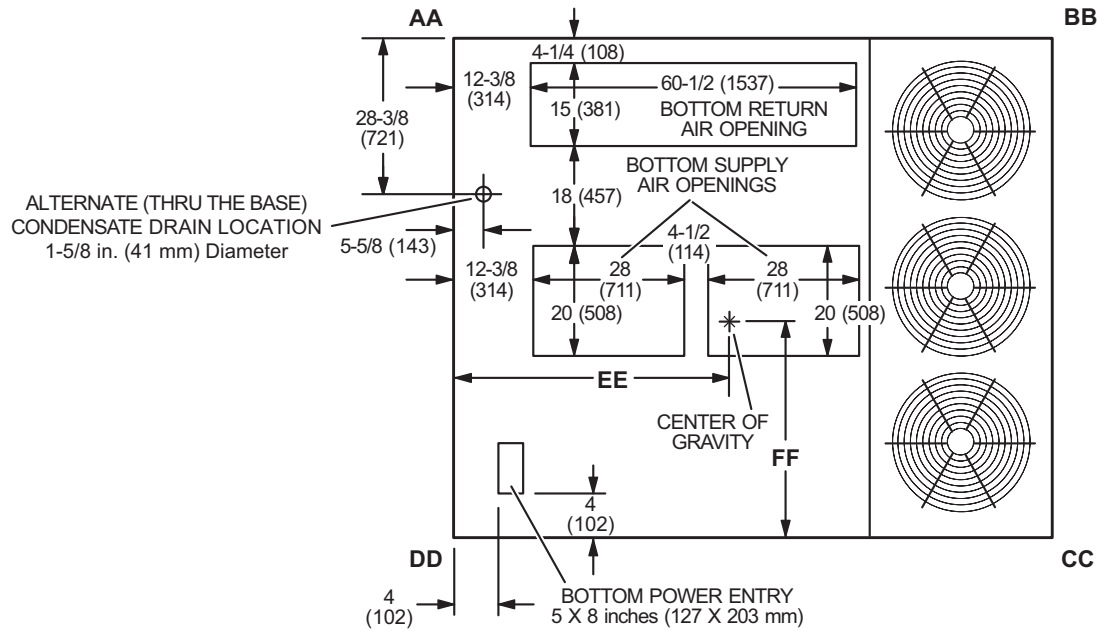 AA
BB
4-1/4 (108)
12-3/8
(314)
60-1/2 (1537)
15 (381)
BOTTOM RETURN
AIR OPENING
28-3/8
(721)
BOTTOM SUPPLY
AIR OPENINGS
18 (457)
ALTERNATE (THRU THE BASE)
CONDENSATE DRAIN LOCATION
1-5/8 in. (41 mm) Diameter
5-5/8 (143)
4-1/2
(114)
12-3/8
(314)
28
(711)
28
(711)
20 (508)
20 (508)
EE
CENTER OF
GRAVITY
FF
4
(102)
DD
CC
4
(102)
BOTTOM POWER ENTRY
5 X 8 inches (127 X 203 mm)